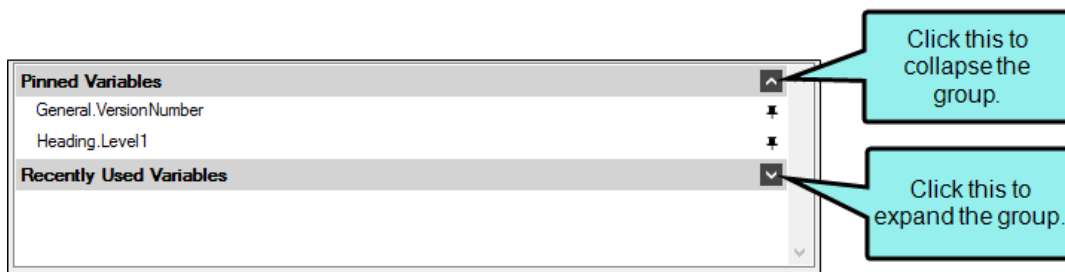 Click this to
collapse the
group.
Pinned Variables
General.VersionNumber
Heading.Level1
Recently Used Variables
Click this to
expand the group.